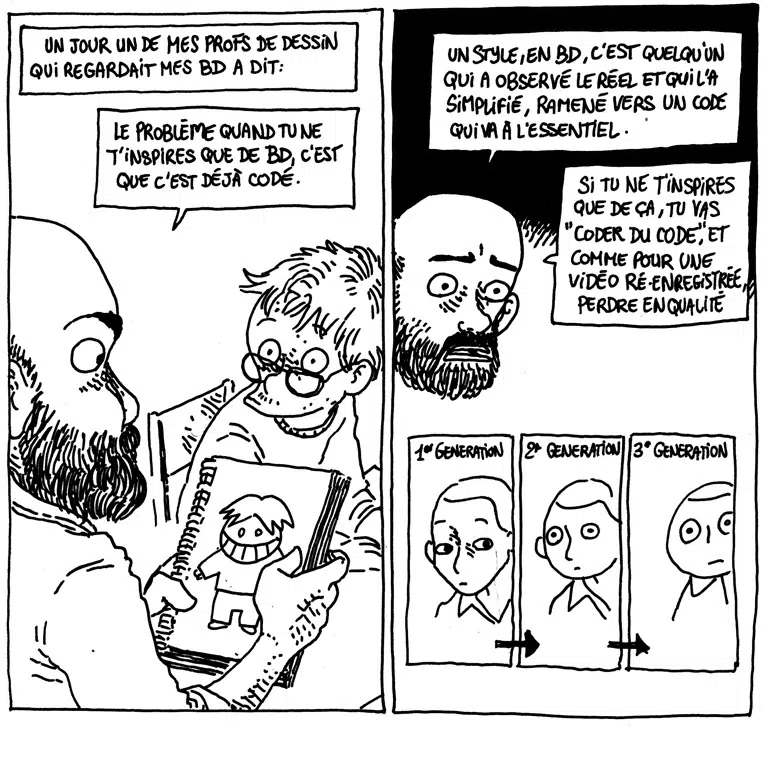 UN JOUR UN DE MES PROFS DE DESSIN
QUI REGARDAIT MES BD A DIT:
LE PROBLÈME QUAND TU NE
T'INSPIRES QUE DE BD, C'EST
QUE C'EST DÉJÀ CODÉ.
UN STYLE, EN BD, C'EST QUELQU'UN
QUI A OBSERVÉ LE RÉEL ET QUI L'A
SIMPLIFIÉ, RAMENÉ VERS UN CODE
QUI VA À L'ESSENTIEL.
SI TU NE T'INSPIRES
QUE DE ÇA, TU VAS
"CODER DU CODE", ET
COMME POUR UNE
VIDÉO RÉ-ENREGISTRÉE,
PERDRE EN QUALITÉ
1re GENERATION
2e GENERATION
3e GENERATION